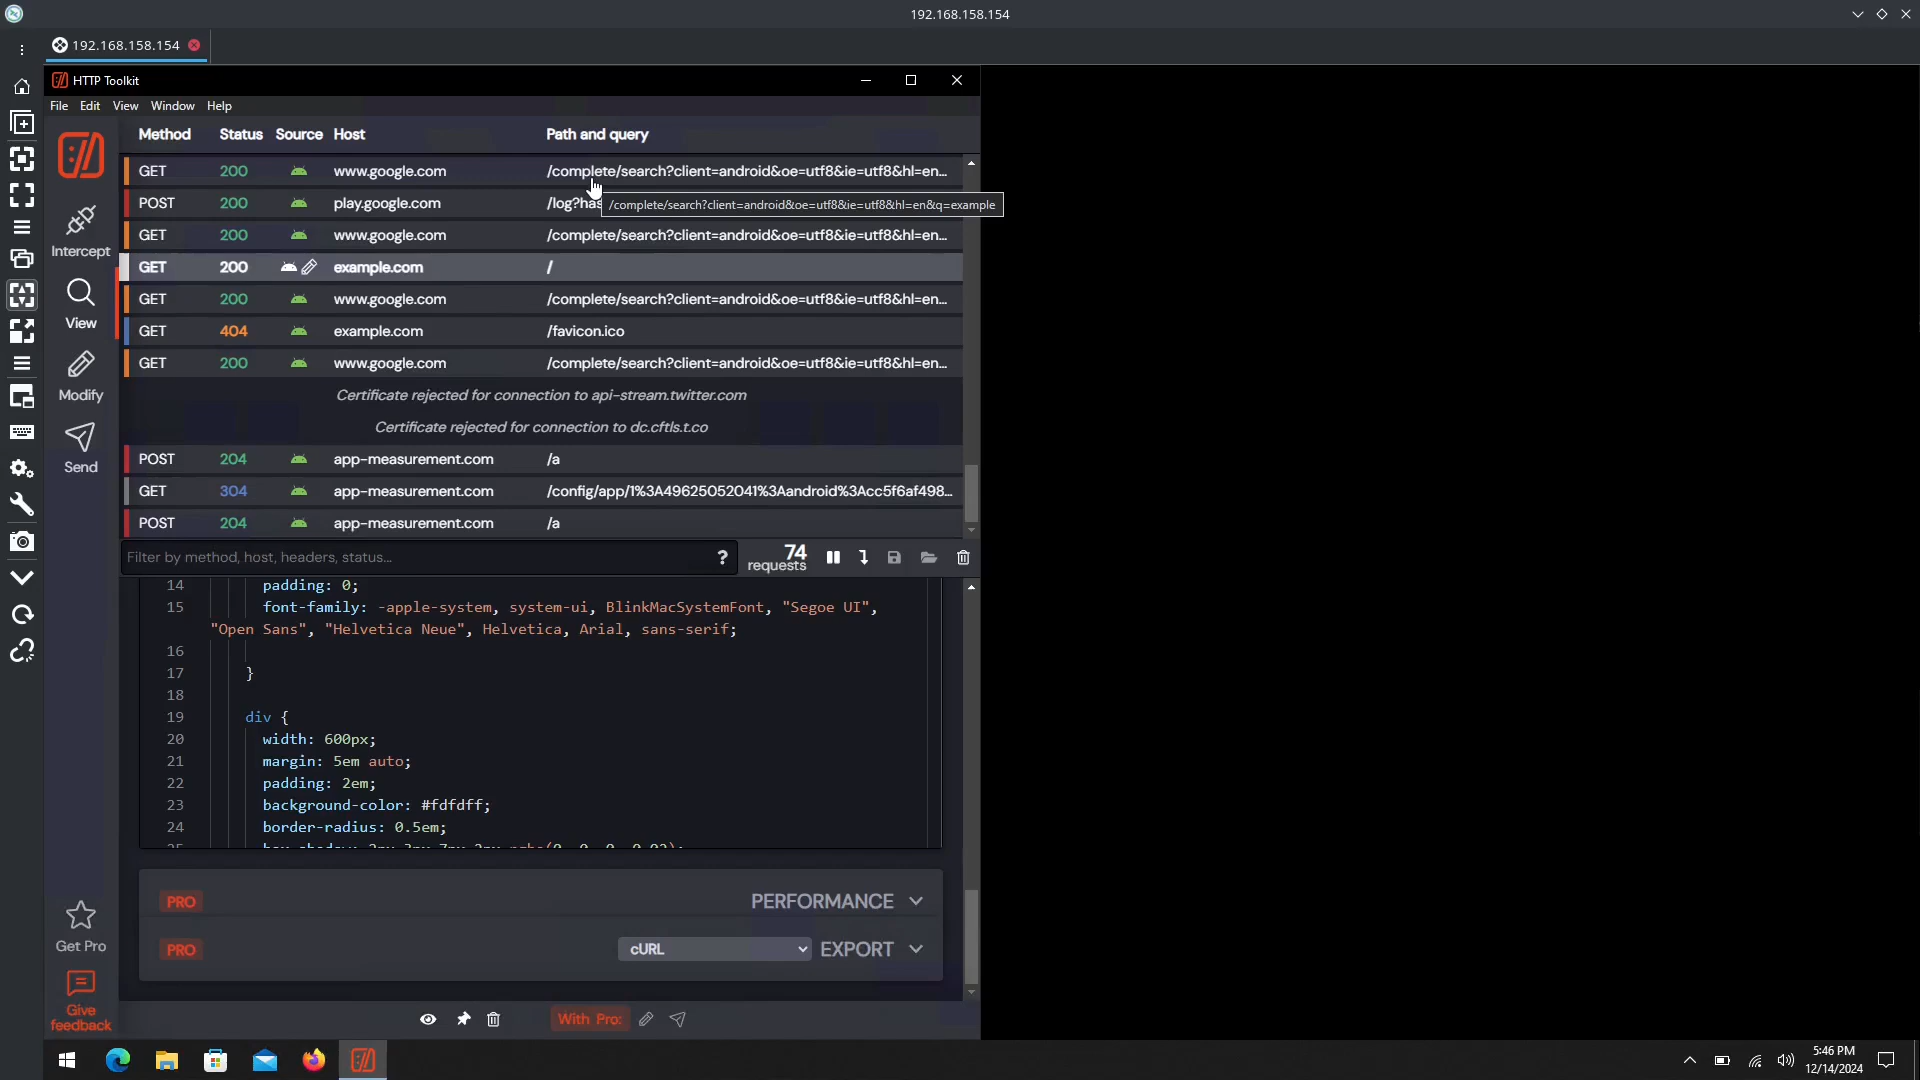 192.168.158.154
192.168.158.154
HTTP Toolkit
File Edit View Window Help
Method Status Source Host Path and query
GET 200 www.google.com /complete/search?client=android&oe=utf8&ie=utf8&hl=en...
POST 200 play.google.com /log?has
/complete/search?client=android&oe=utf8&ie=utf8&hl=en&q=example
GET 200 www.google.com /complete/search?client=android&oe=utf8&ie=utf8&hl=en...
GET 200 example.com /
GET 200 www.google.com /complete/search?client=android&oe=utf8&ie=utf8&hl=en...
GET 404 example.com /favicon.ico
GET 200 www.google.com /complete/search?client=android&oe=utf8&ie=utf8&hl=en...
Certificate rejected for connection to api-stream.twitter.com
Certificate rejected for connection to dc.cftls.t.co
POST 204 app-measurement.com /a
GET 304 app-measurement.com /config/app/1%3A49625052041%3Aandroid%3Acc5f6af498...
POST 204 app-measurement.com /a
Intercept
View
Modify
Send
Get Pro
Give
feedback
Filter by method, host, headers, status... ? 74
requests
14 padding: 0;
15 font-family: -apple-system, system-ui, BlinkMacSystemFont, "Segoe UI",
"Open Sans", "Helvetica Neue", Helvetica, Arial, sans-serif;
16
17 }
18
19 div {
20 width: 600px;
21 margin: 5em auto;
22 padding: 2em;
23 background-color: #fdfdff;
24 border-radius: 0.5em;
PRO PERFORMANCE
PRO cURL EXPORT
With Pro:
5:46 PM
12/14/2024